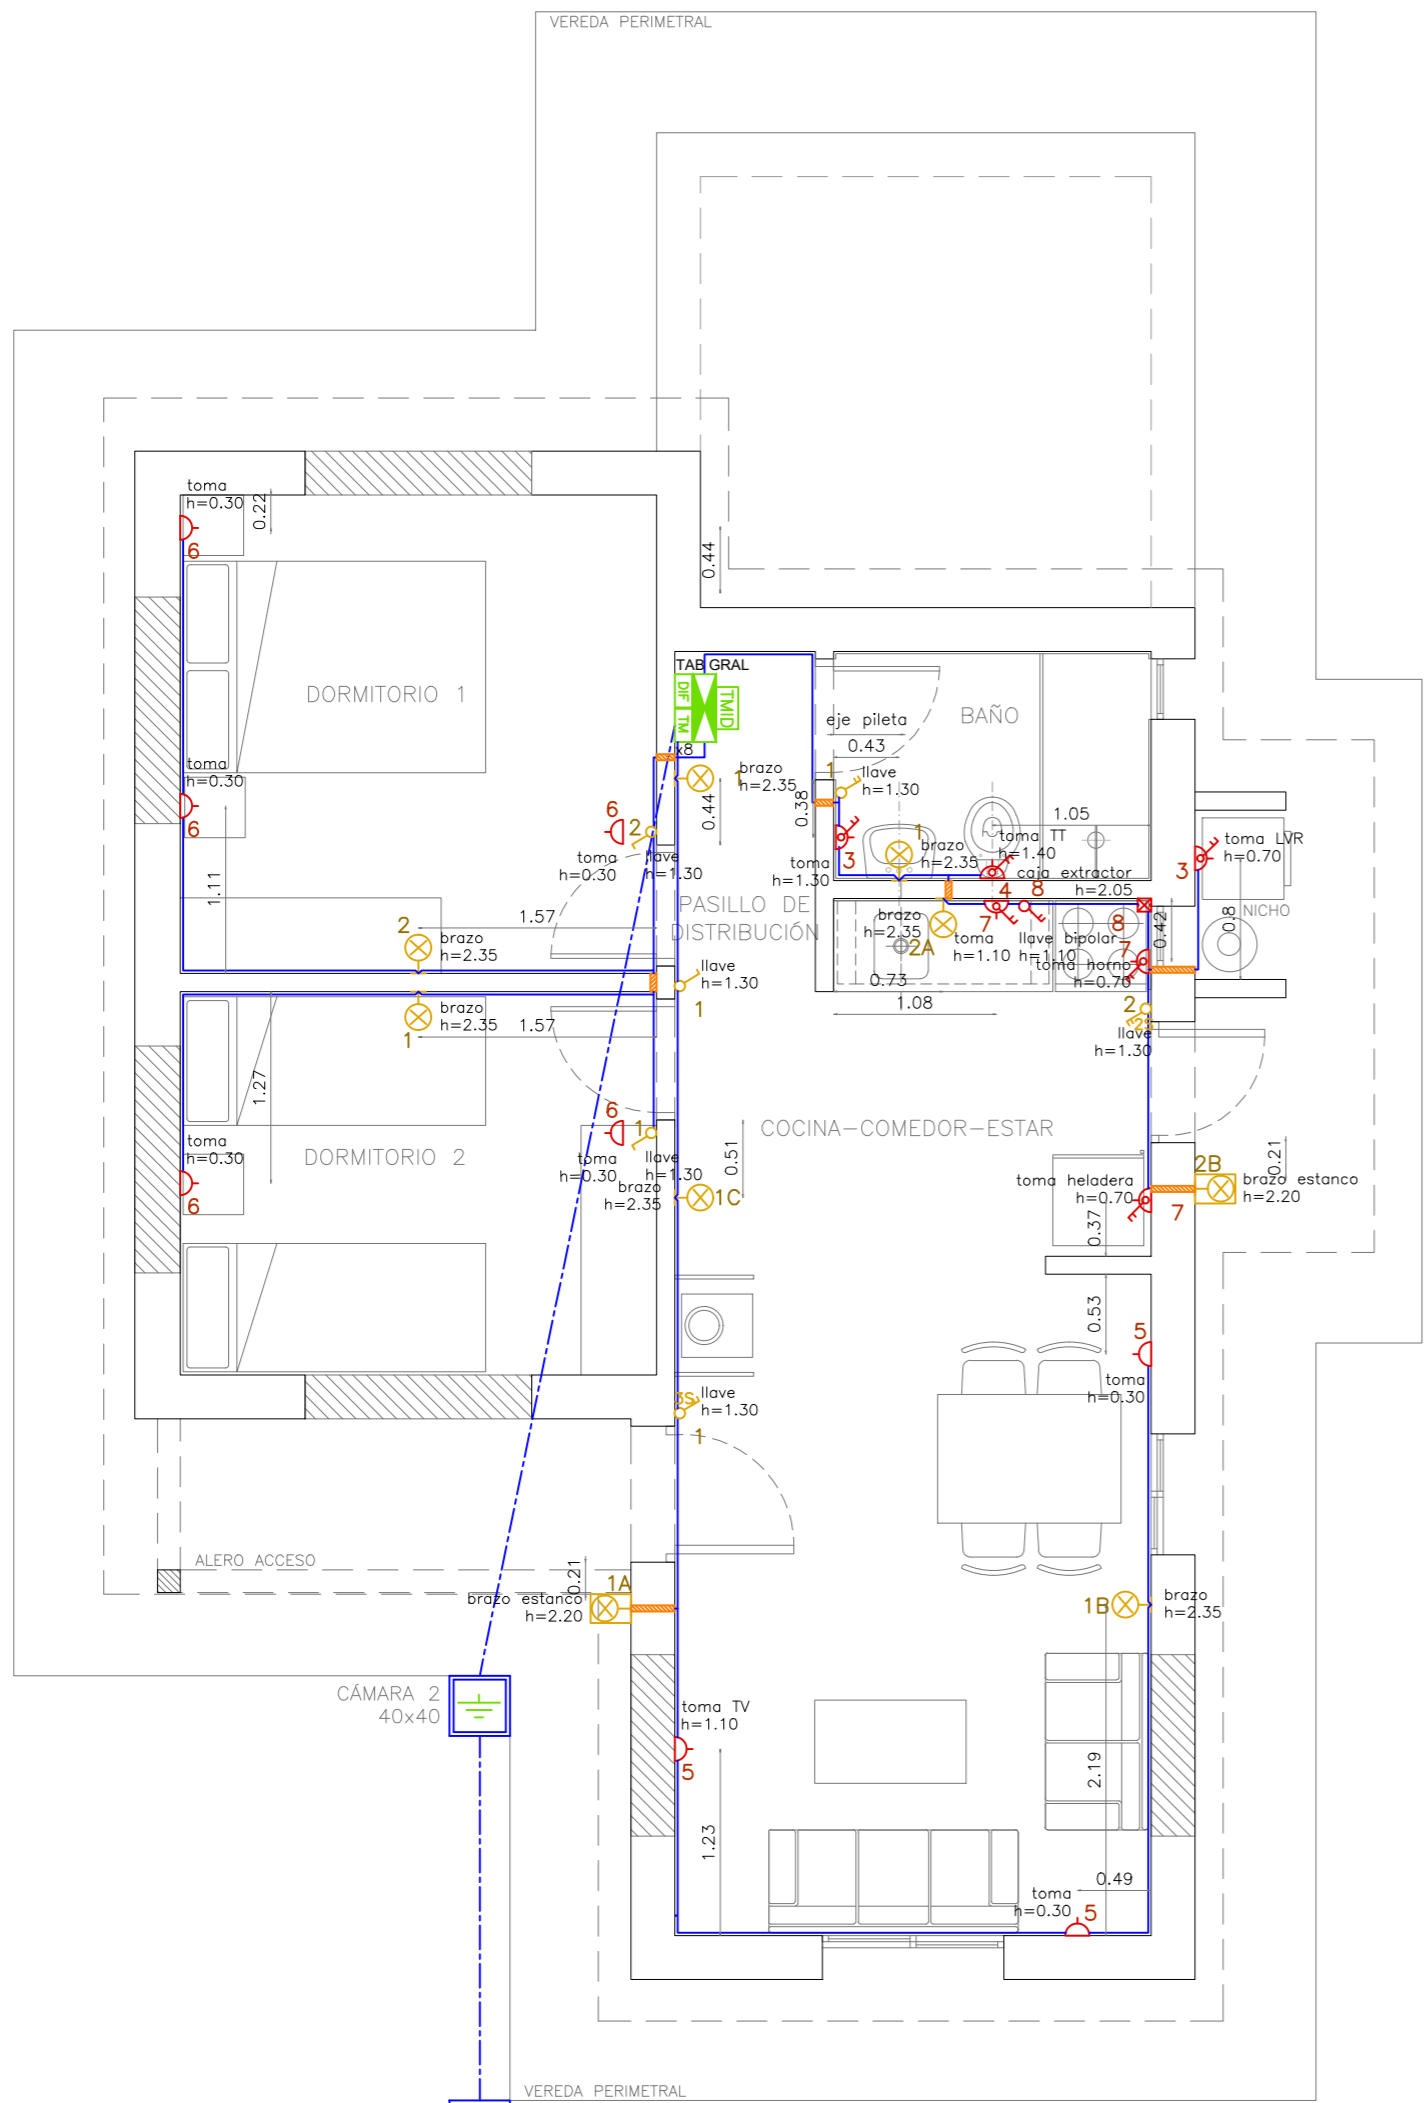 VEREDA PERIMETRAL
toma
h=0.30
0.22
6
0.44
DORMITORIO 1
TAB GRAL
DIF
TM
TMID
x8
BAÑO
eje pileta
0.43
toma
h=0.30
6
brazo
h=2.35
1
0.44
1
llave
h=1.30
0.38
1.05
6
2
toma
h=0.30
llave
h=1.30
toma
h=1.30
3
1
brazo
h=2.35
toma TT
h=1.40
toma LVR
h=0.70
3
caja extractor
h=2.05
4
8
1.11
1.57
PASILLO DE
DISTRIBUCIÓN
brazo
h=2.35
2A
7
toma
h=1.10
llave bipolar
h=1.10
8
7
toma horno
h=0.70
0.42
0.8
NICHO
2
brazo
h=2.35
llave
h=1.30
1
0.73
1.08
2
2S
llave
h=1.30
brazo
h=2.35
1
1.57
1.27
6
1
toma
h=0.30
llave
h=1.30
COCINA-COMEDOR-ESTAR
0.51
toma
h=0.30
6
DORMITORIO 2
brazo
h=2.35
1C
toma heladera
h=0.70
7
0.37
2B
0.21
brazo estanco
h=2.20
0.53
5
toma
h=0.30
3S
llave
h=1.30
1
ALERO ACCESO
0.21
1A
brazo estanco
h=2.20
1B
brazo
h=2.35
CÁMARA 2
40x40
toma TV
h=1.10
5
1.23
2.19
0.49
toma
h=0.30
5
VEREDA PERIMETRAL